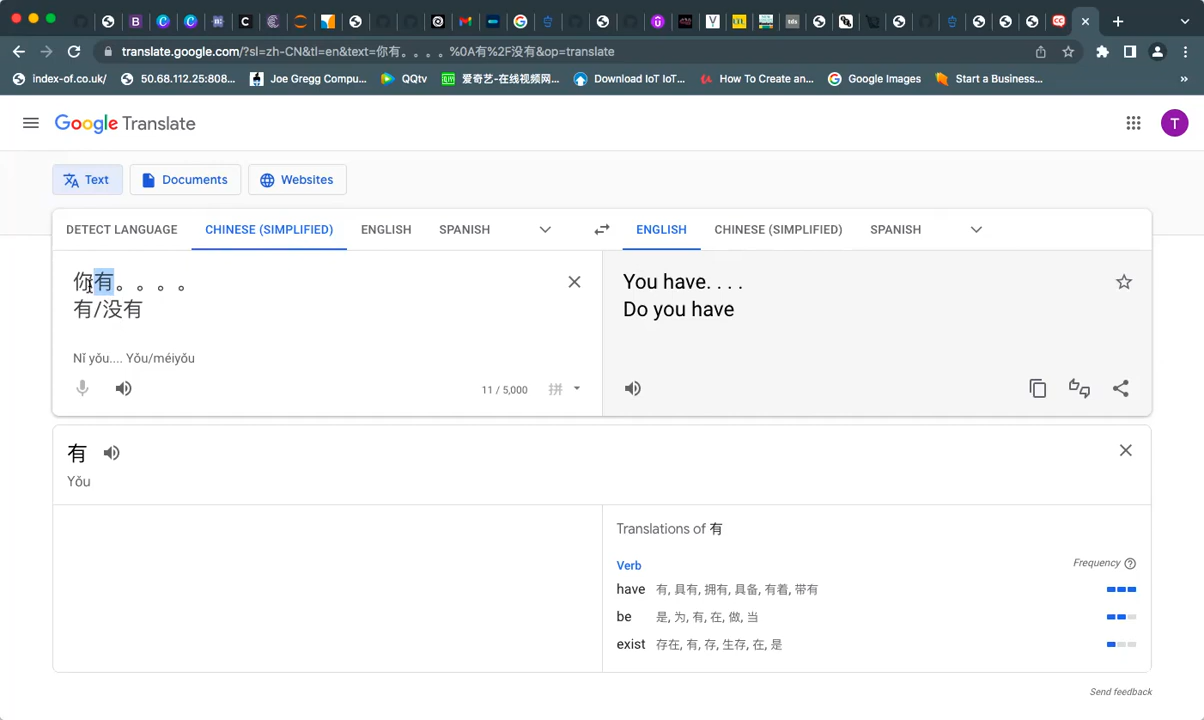 translate.google.com/?sl=zh-CN&tl=en&text=你有。。。。%0A有%2F没有&op=translate
index-of.co.uk/
50.68.112.25:808...
Joe Gregg Compu...
QQtv
爱奇艺-在线视频网...
Download IoT IoT...
How To Create an...
Google Images
Start a Business...
»
Google Translate
T
Text
Documents
Websites
DETECT LANGUAGE
CHINESE (SIMPLIFIED)
ENGLISH
SPANISH
ENGLISH
CHINESE (SIMPLIFIED)
SPANISH
你有。。。。
有/没有
Nǐ yǒu.... Yǒu/méiyǒu
11 / 5,000
拼
You have. . . .
Do you have
有
Yǒu
Translations of 有
Verb
Frequency
have 有, 具有, 拥有, 具备, 有着, 带有
be 是, 为, 有, 在, 做, 当
exist 存在, 有, 存, 生存, 在, 是
Send feedback